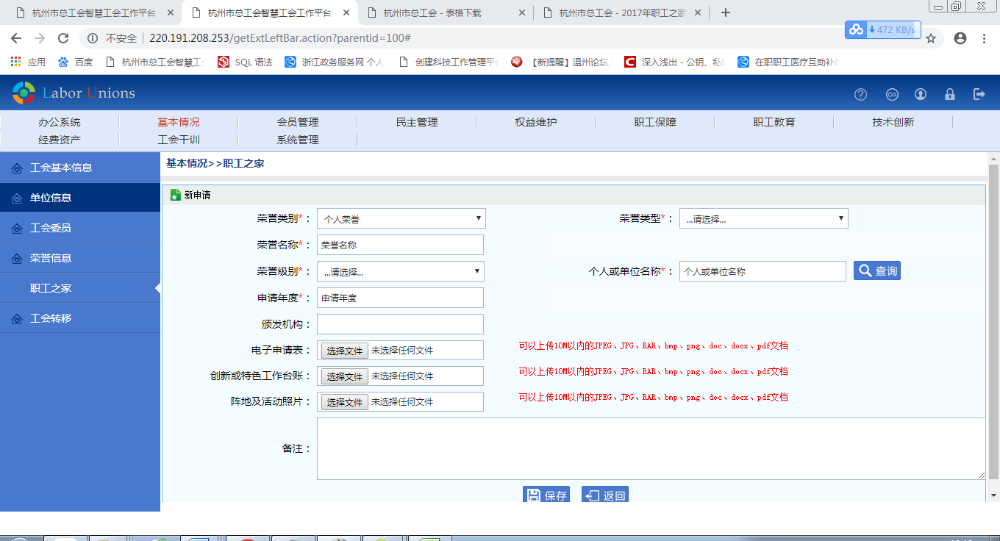 杭州市总工会智慧工会工作平台
杭州市总工会智慧工会工作平台
杭州市总工会 - 表格下载
杭州市总工会 - 2017年职工之家
不安全 220.191.208.253/getExtLeftBar.action?parentid=100#
472 KB/s
应用 百度 杭州市总工会智慧工会 SQL 语法 浙江政务服务网 个人 创建科技工作管理平台 【新提醒】温州论坛 深入浅出 - 公钥、私 在职职工医疗互助补
Labor Unions
OA
办公系统 基本情况 会员管理 民主管理 权益维护 职工保障 职工教育 技术创新
经费资产 工会干训 系统管理
工会基本信息
单位信息
工会委员
荣誉信息
职工之家
工会转移
基本情况>>职工之家
新申请
荣誉类别*： 个人荣誉 荣誉类型*： ...请选择...
荣誉名称*： 荣誉名称
荣誉级别*： ...请选择... 个人或单位名称*： 个人或单位名称 查询
申请年度*： 申请年度
颁发机构：
电子申请表： 选择文件 未选择任何文件 可以上传10M以内的JPEG、JPG、RAR、bmp、png、doc、docx、pdf文档
创新或特色工作台账： 选择文件 未选择任何文件 可以上传10M以内的JPEG、JPG、RAR、bmp、png、doc、docx、pdf文档
阵地及活动照片： 选择文件 未选择任何文件 可以上传10M以内的JPEG、JPG、RAR、bmp、png、doc、docx、pdf文档
备注：
保存 返回